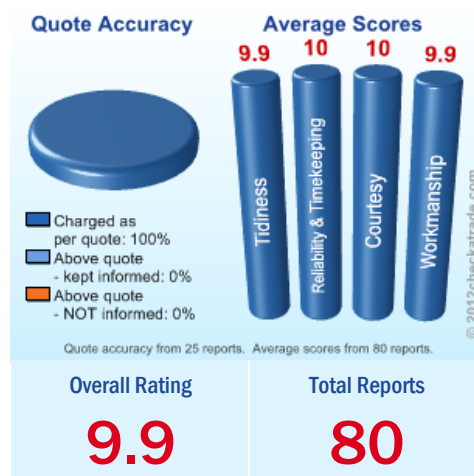 Quote Accuracy
Average Scores
9.9
10
10
9.9
Tidiness
Reliability & Timekeeping
Courtesy
Workmanship
Charged as
per quote: 100%
Above quote
- kept informed: 0%
Above quote
- NOT informed: 0%
© 2012checkatrade.com
Quote accuracy from 25 reports. Average scores from 80 reports.
Overall Rating
9.9
Total Reports
80